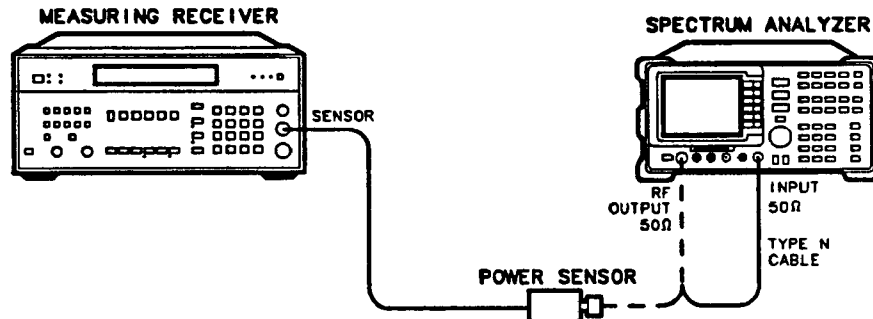 MEASURING RECEIVER
SPECTRUM ANALYZER
SENSOR
RF
OUTPUT
50Ω
INPUT
50Ω
TYPE N
CABLE
POWER SENSOR